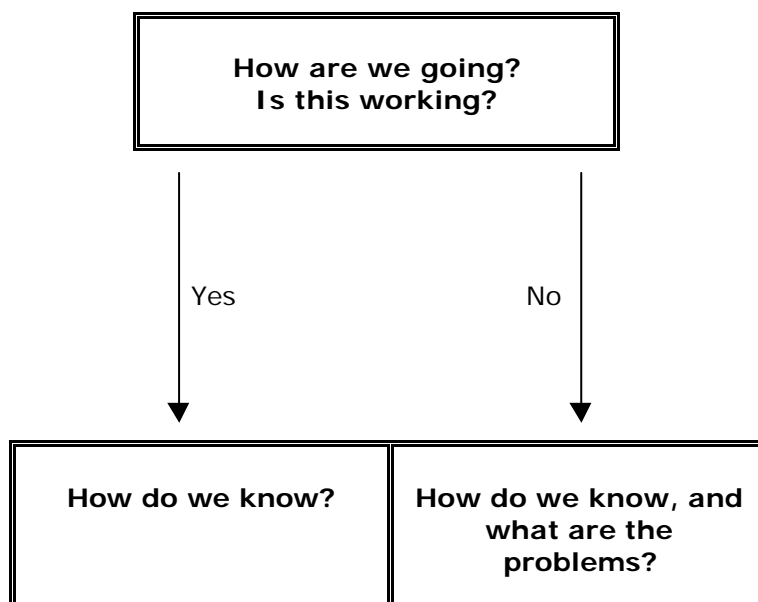 How are we going?
Is this working?
Yes
No
How do we know?
How do we know, and
what are the
problems?